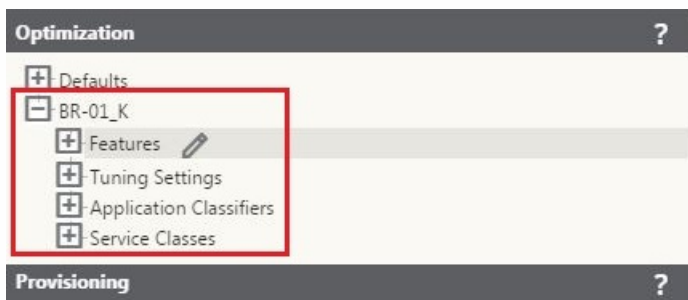 Optimization ?
Defaults
BR-01_K
Features
Tuning Settings
Application Classifiers
Service Classes
Provisioning ?